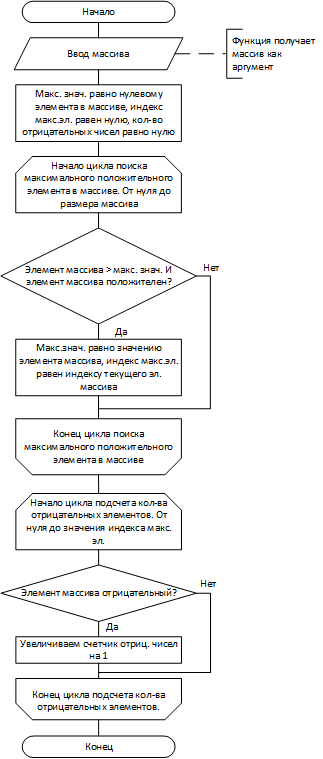 Начало
Ввод массива
Функция получает
массив как
аргумент
Макс. знач. равно нулевому
элемента в массиве, индекс
макс.эл. равен нулю, кол-во
отрицательных чисел равно нулю
Начало цикла поиска
максимального положительного
элемента в массиве. От нуля до
размера массива
Элемент массива > макс. знач. И
элемент массива положителен?
Нет
Да
Макс.знач. равно значению
элемента массива, индекс макс.эл.
равен индексу текущего эл.
массива
Конец цикла поиска
максимального положительного
элемента в массиве
Начало цикла подсчета кол-ва
отрицательных элементов. От
нуля до значения индекса макс.
эл.
Элемент массива отрицательный?
Нет
Да
Увеличиваем счетчик отриц. чисел
на 1
Конец цикла подсчета кол-ва
отрицательных элементов.
Конец